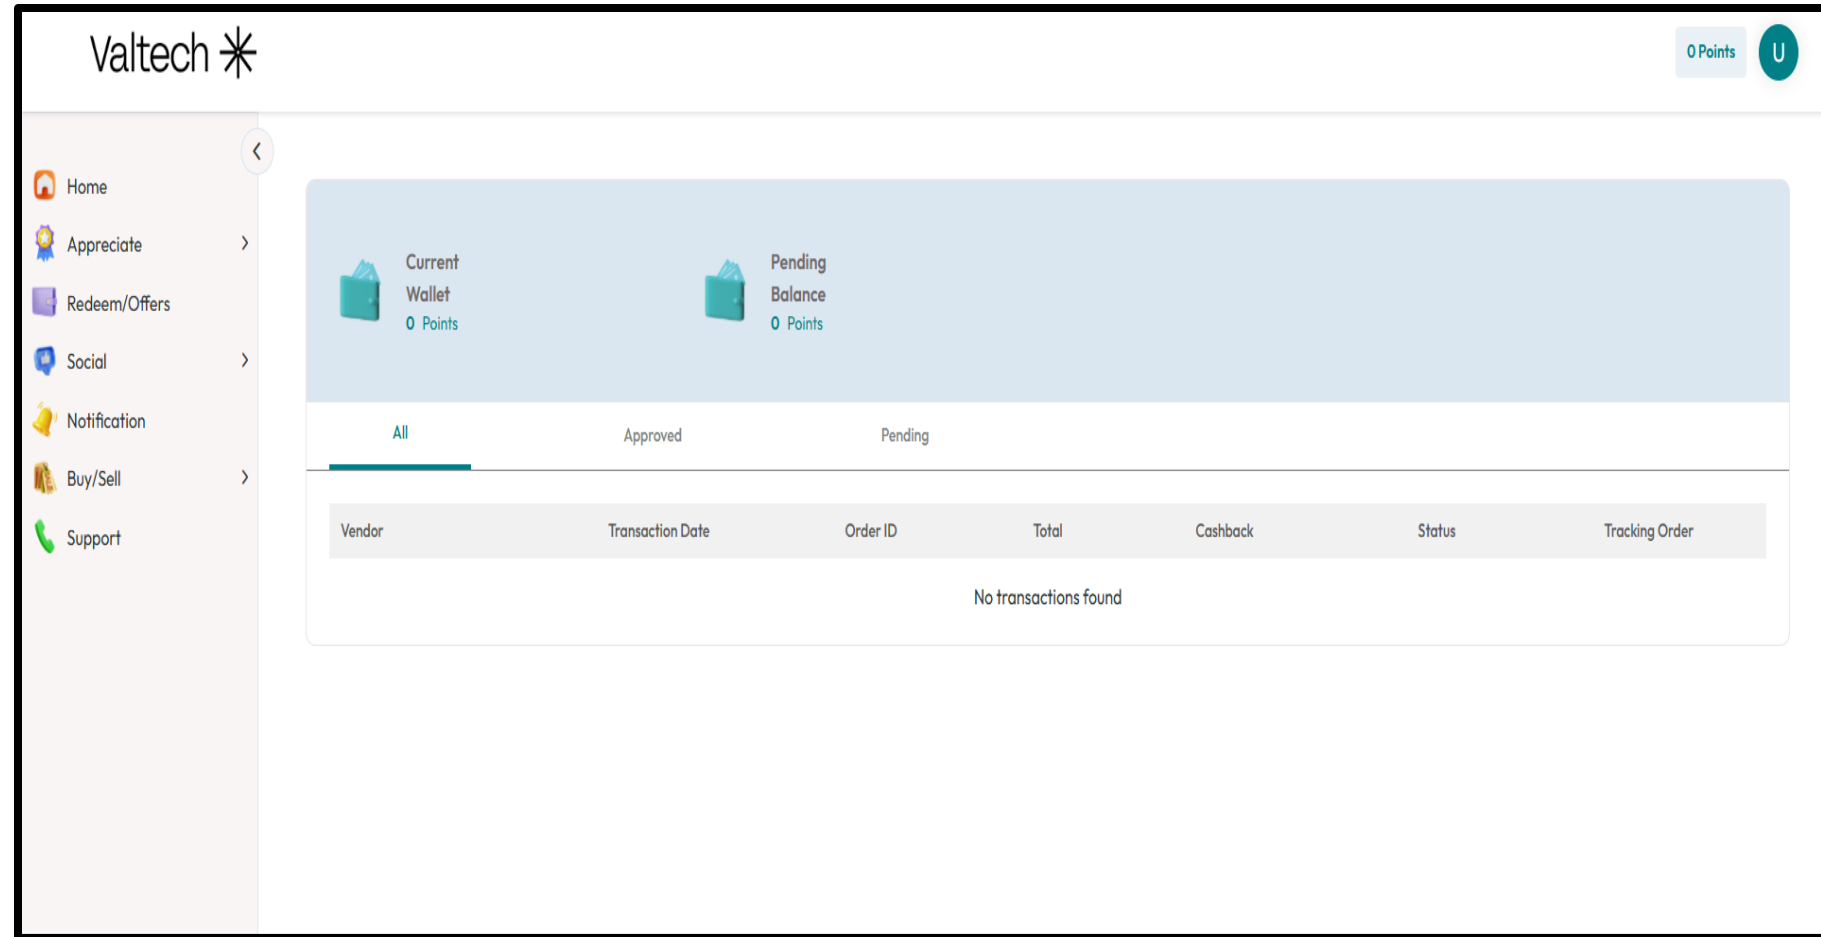 Valtech
0 Points
U
Home
Appreciate
Redeem/Offers
Social
Notification
Buy/Sell
Support
Current
Wallet
0 Points
Pending
Balance
0 Points
All Approved Pending
Vendor Transaction Date Order ID Total Cashback Status Tracking Order
No transactions found